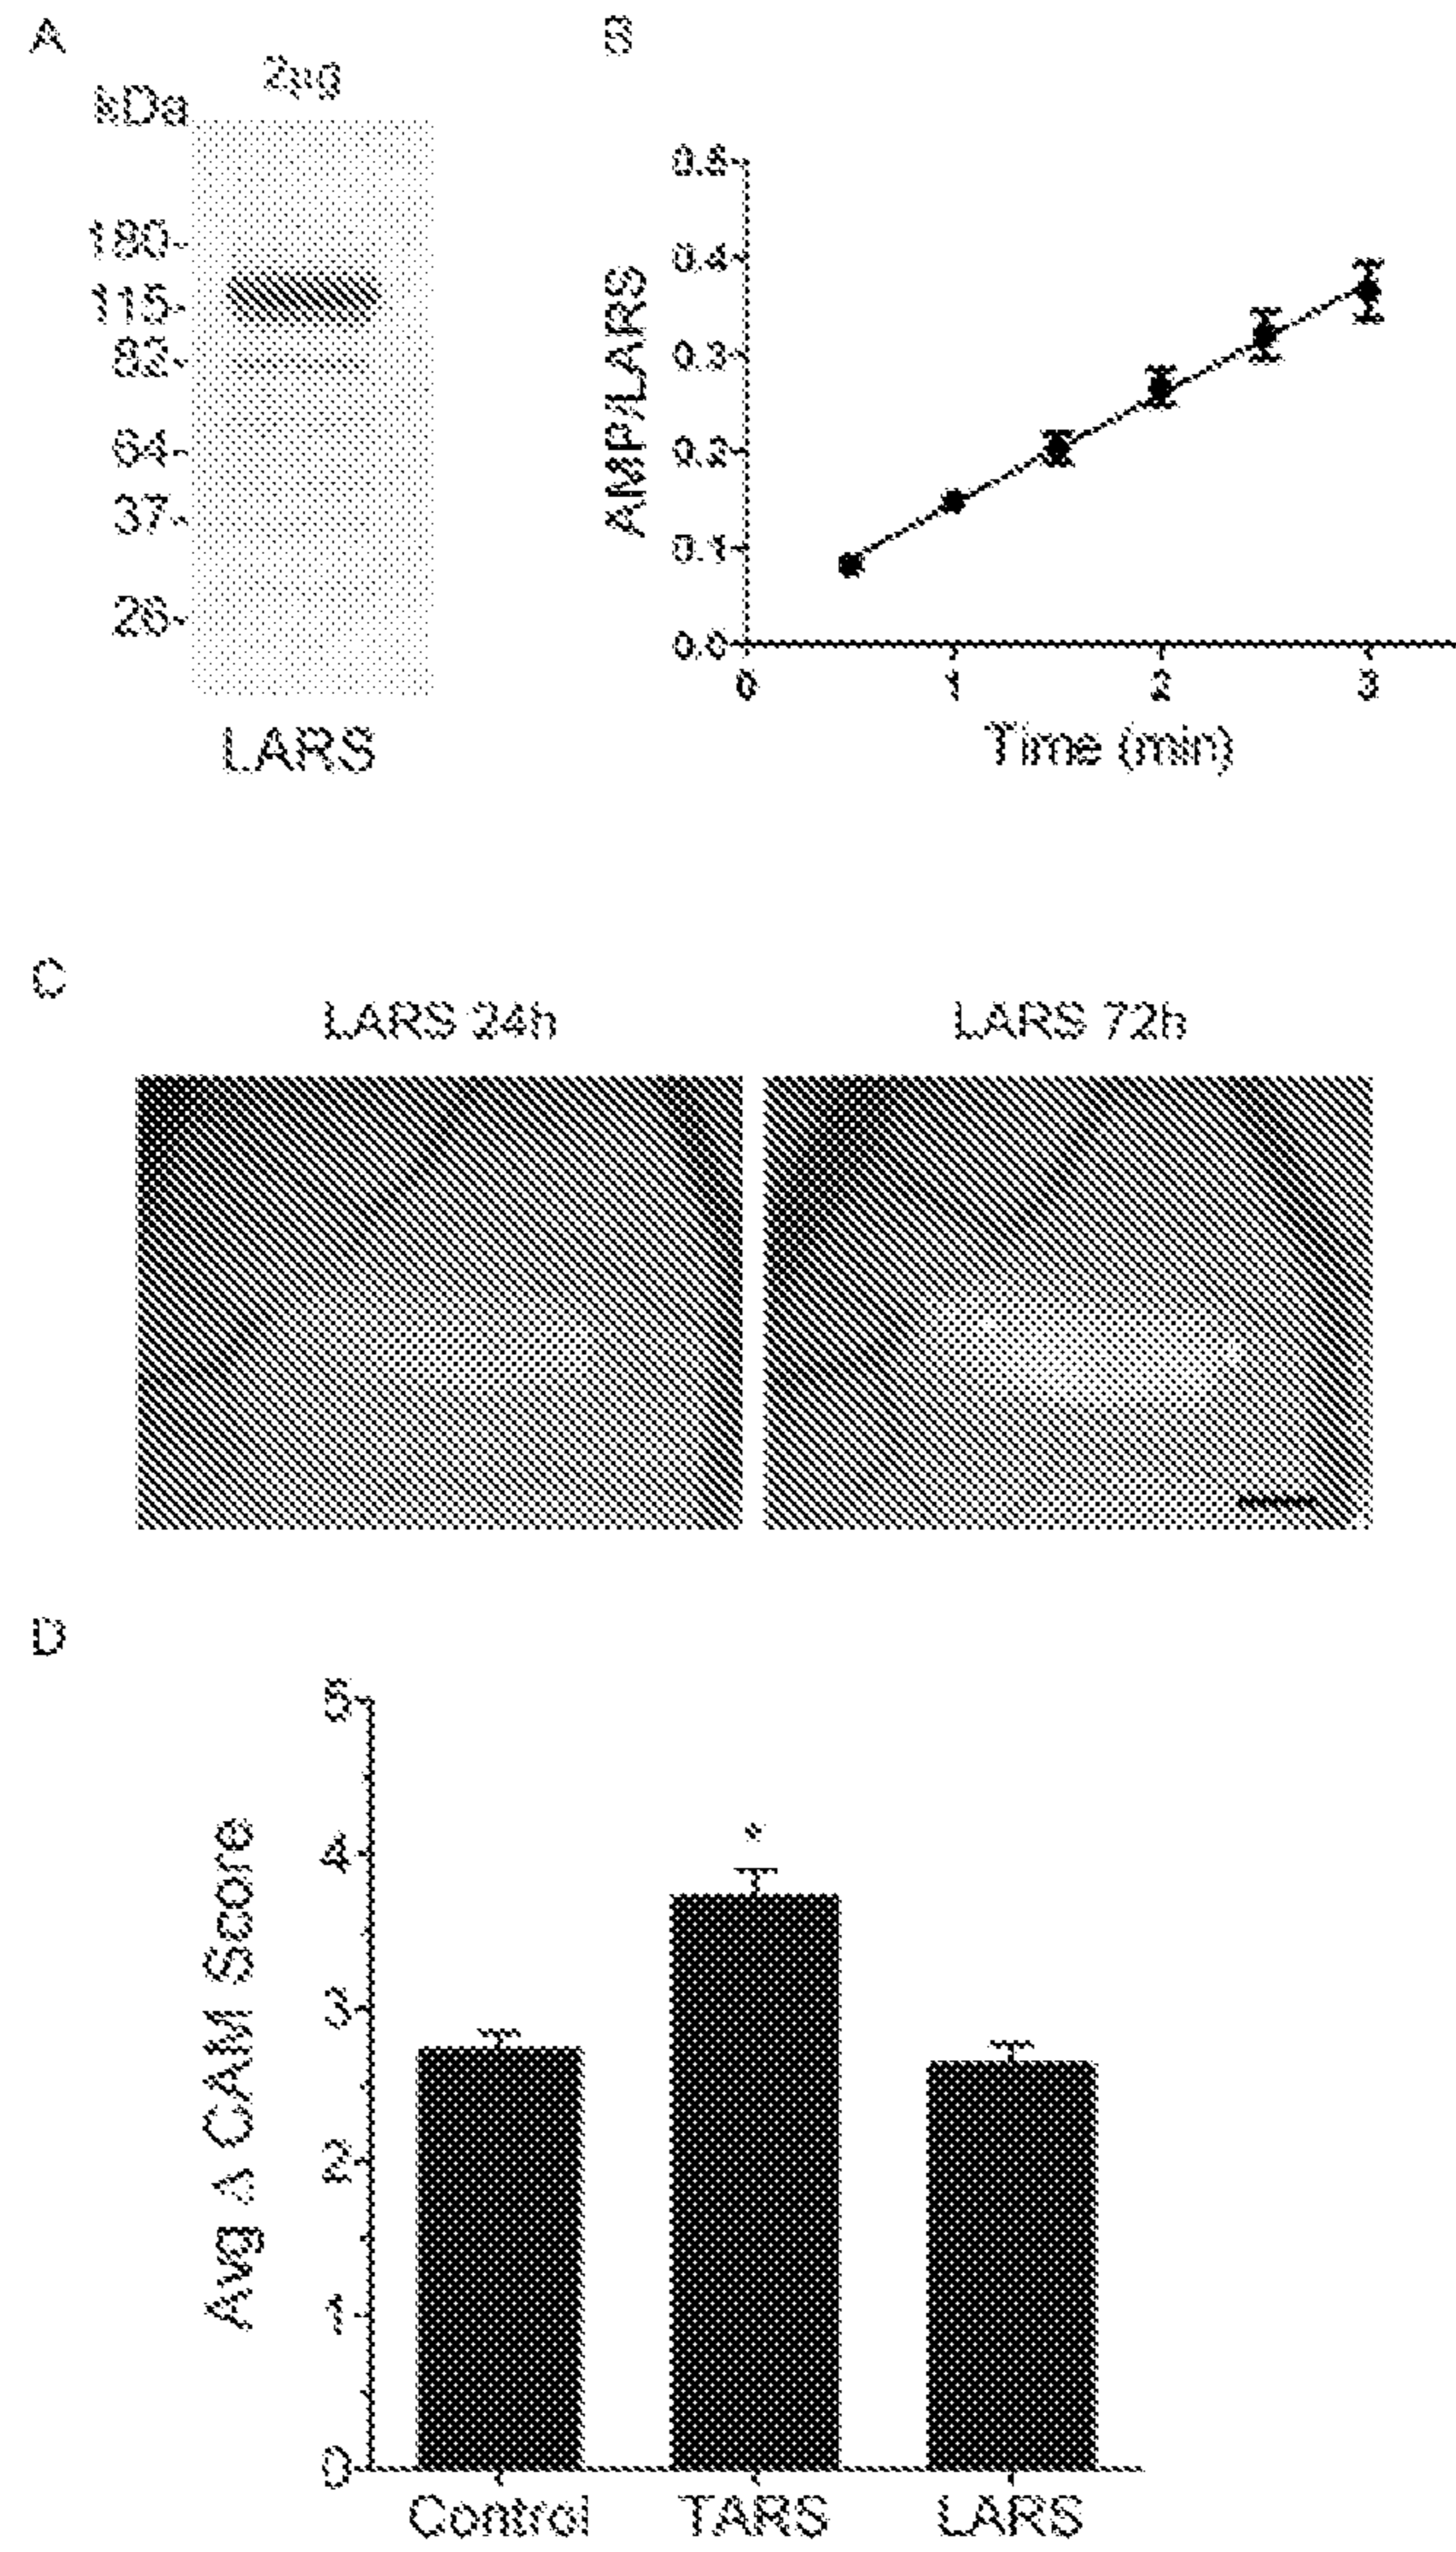 A
2µg
kDa
180-
115-
82-
64-
37-
26-
LARS
B
AMP/LARS
0.5
0.4
0.3
0.2
0.1
0.0
0
1
2
3
Time (min)
C
LARS 24h
LARS 72h
D
Avg Δ CAM Score
5
4
3
2
1
0
*
Control
TARS
LARS